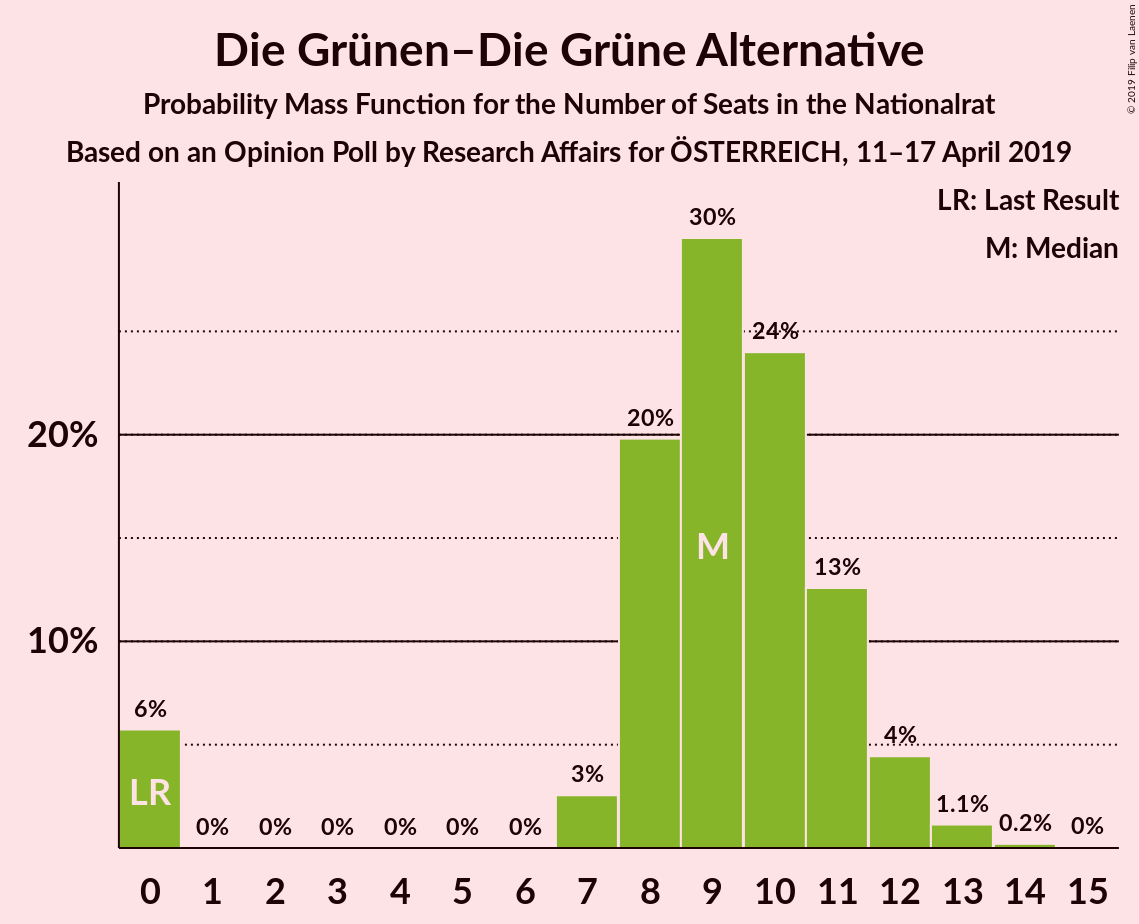 Die Grünen–Die Grüne Alternative
Probability Mass Function for the Number of Seats in the Nationalrat
Based on an Opinion Poll by Research Affairs for ÖSTERREICH, 11–17 April 2019
© 2019 Filip van Laenen
LR: Last Result
M: Median
30%
24%
20%
20%
M
13%
10%
6%
LR
4%
3%
1.1%
0% 0% 0% 0% 0% 0% 0.2% 0%
0 1 2 3 4 5 6 7 8 9 10 11 12 13 14 15